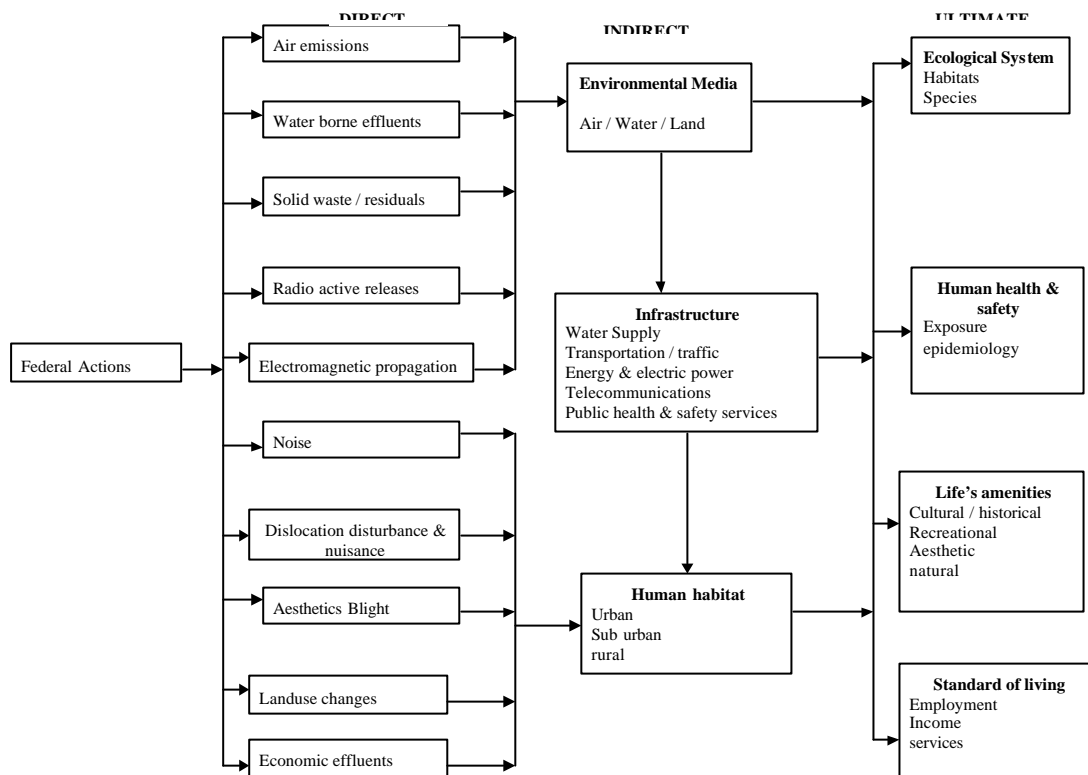 DIRECT
INDIRECT
ULTIMATE
Federal Actions
Air emissions
Water borne effluents
Solid waste / residuals
Radio active releases
Electromagnetic propagation
Noise
Dislocation disturbance &
nuisance
Aesthetics Blight
Landuse changes
Economic effluents
Environmental Media
Air / Water / Land
Infrastructure
Water Supply
Transportation / traffic
Energy & electric power
Telecommunications
Public health & safety services
Human habitat
Urban
Sub urban
rural
Ecological System
Habitats
Species
Human health &
safety
Exposure
epidemiology
Life's amenities
Cultural / historical
Recreational
Aesthetic
natural
Standard of living
Employment
Income
services